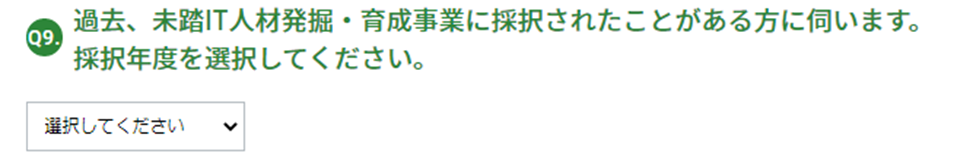 Q9. 過去、未踏IT人材発掘・育成事業に採択されたことがある方に伺います。
採択年度を選択してください。
選択してください